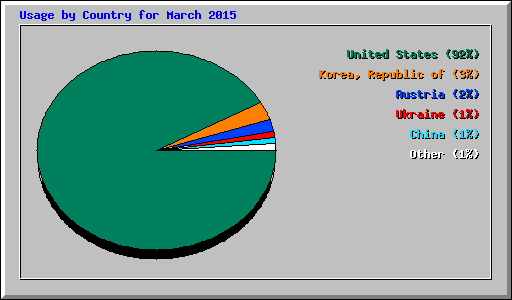 Usage by Country for March 2015
United States (92%)
Korea, Republic of (3%)
Austria (2%)
Ukraine (1%)
China (1%)
Other (1%)